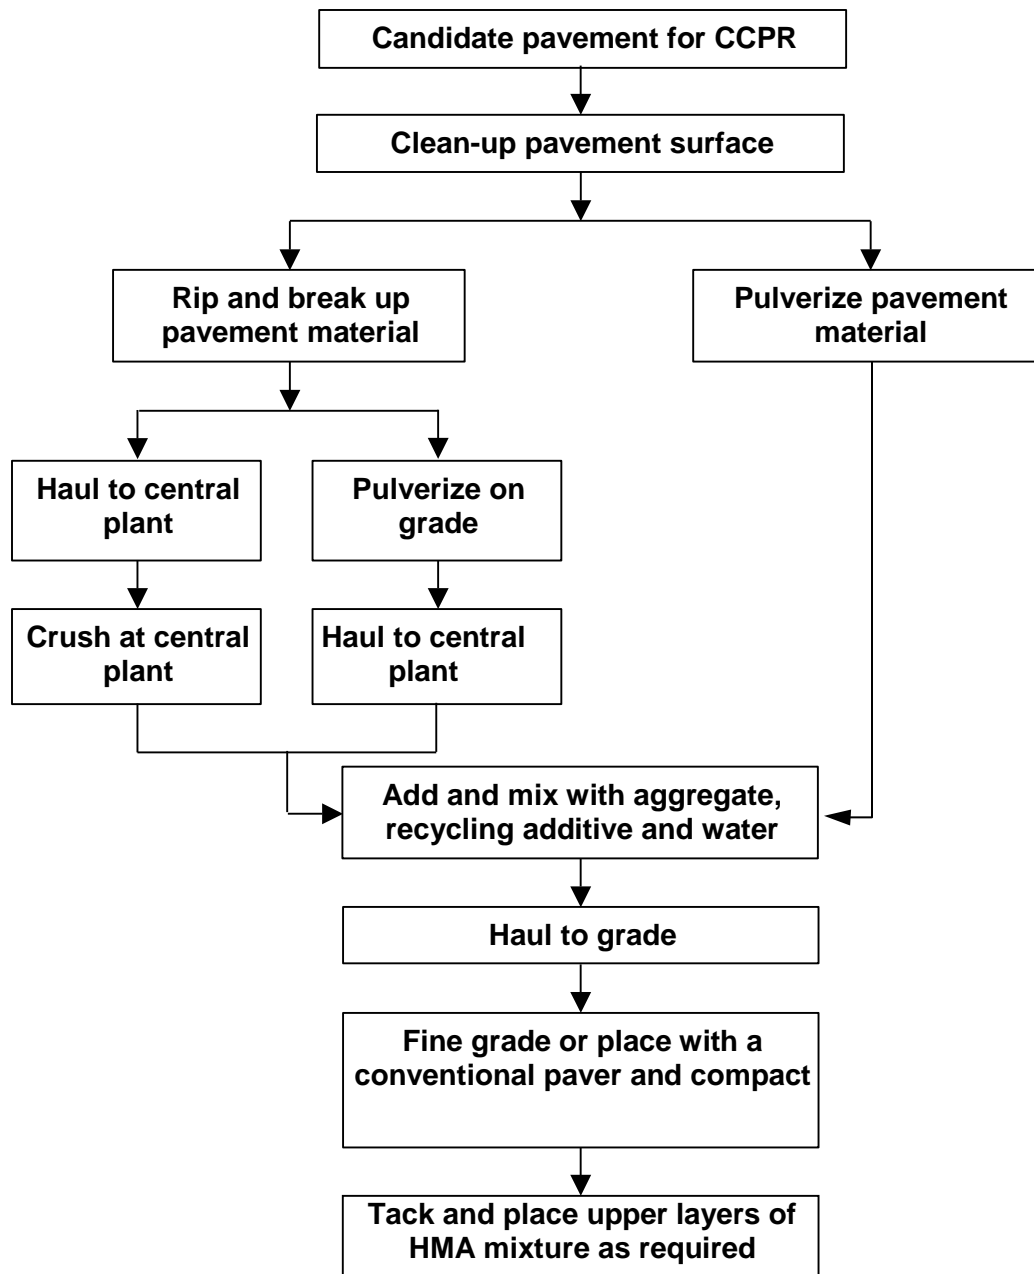 Candidate pavement for CCPR
Clean-up pavement surface
Rip and break up
pavement material
Pulverize pavement
material
Haul to central
plant
Pulverize on
grade
Crush at central
plant
Haul to central
plant
Add and mix with aggregate,
recycling additive and water
Haul to grade
Fine grade or place with a
conventional paver and compact
Tack and place upper layers of
HMA mixture as required